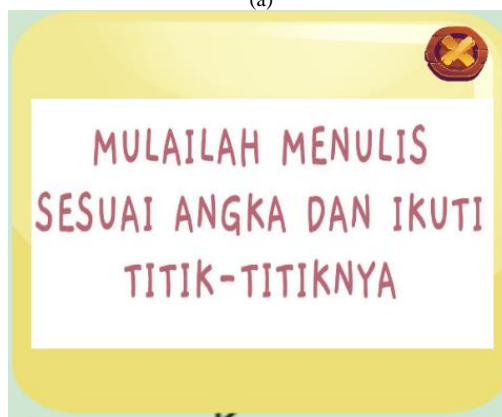 (a)
MULAILAH MENULIS
SESUAI ANGKA DAN IKUTI
TITIK-TITIKNYA